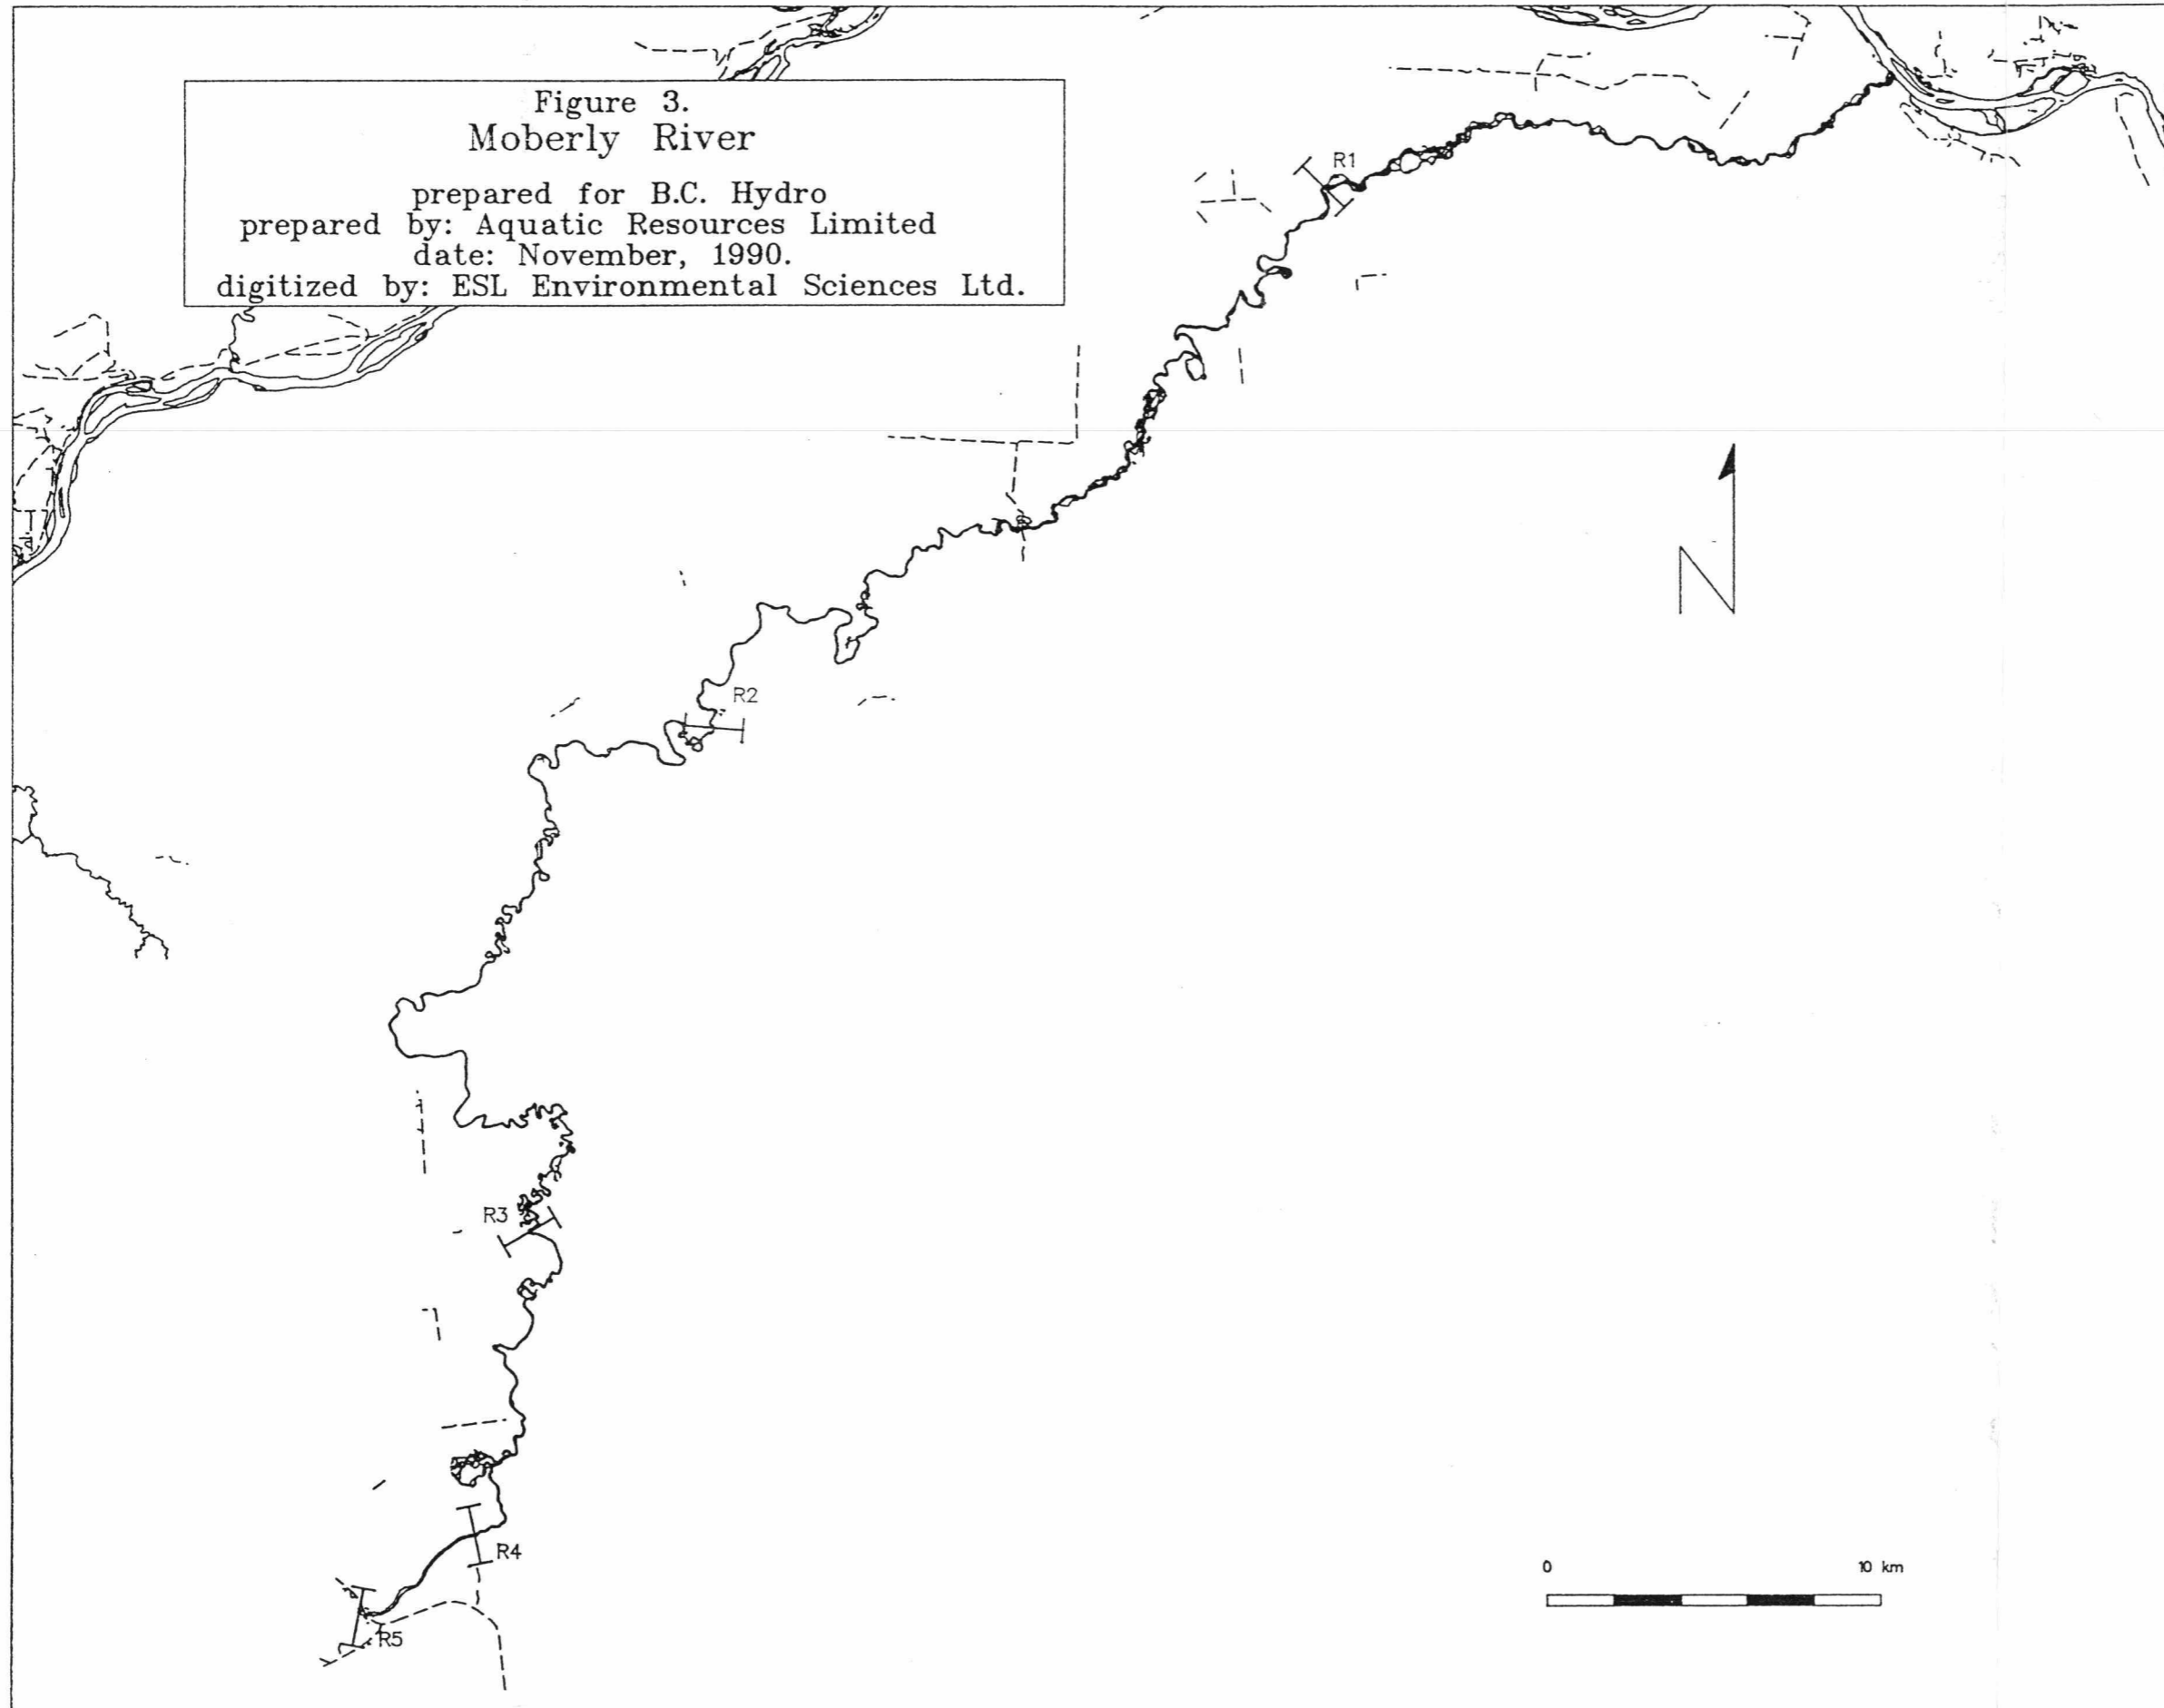 Figure 3.
Moberly River
prepared for B.C. Hydro
prepared by: Aquatic Resources Limited
date: November, 1990.
digitized by: ESL Environmental Sciences Ltd.
R1
N
R2
R3
R4
0 10 km
R5